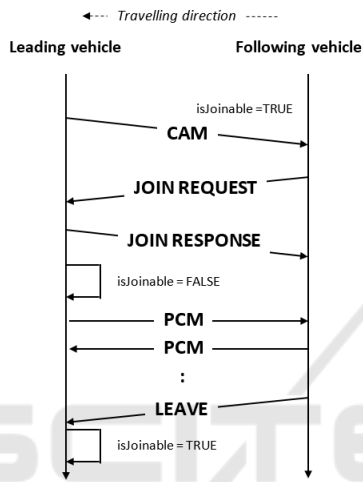 Travelling direction
Leading vehicle
Following vehicle
isJoinable =TRUE
CAM
JOIN REQUEST
JOIN RESPONSE
isJoinable = FALSE
PCM
PCM
:
LEAVE
isJoinable = TRUE